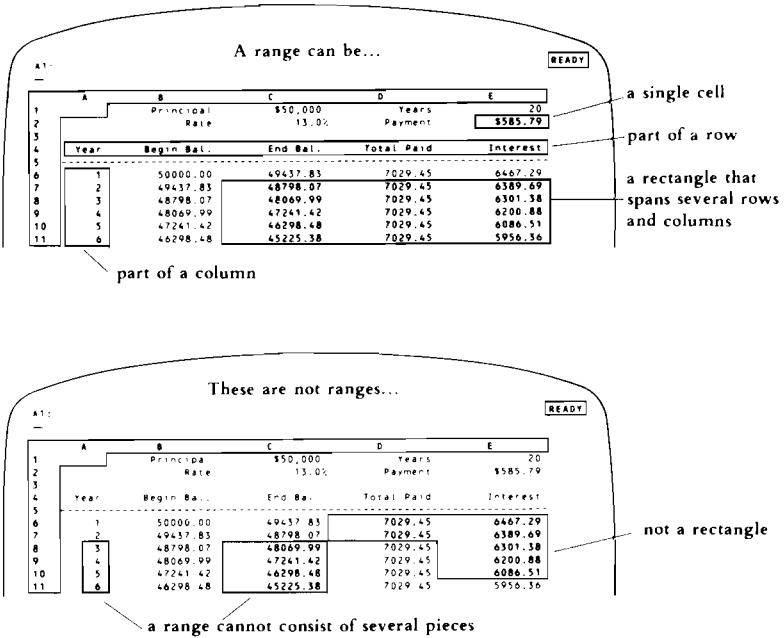 A range can be...
A1:
READY
A B C D E
1 Principal $50,000 Years 20
2 Rate 13.0% Payment $585.79
3
4 Year Begin Bal. End Bal. Total Paid Interest
5
6 1 50000.00 49437.83 7029.45 6467.29
7 2 49437.83 48798.07 7029.45 6389.69
8 3 48798.07 48069.99 7029.45 6301.38
9 4 48069.99 47241.42 7029.45 6200.88
10 5 47241.42 46298.48 7029.45 6086.51
11 6 46298.48 45225.38 7029.45 5956.36
a single cell
part of a row
a rectangle that
spans several rows
and columns
part of a column
These are not ranges...
A1:
READY
A B C D E
1 Principa $50,000 Years 20
2 Rate 13.0% Payment $585.79
3
4 Year Begin Ba.. End Ba. Total Paid Interest
5
6 1 50000.00 49437 83 7029.45 6467.29
7 2 49437.83 48798 07 7029.45 6389.69
8 3 48798.07 48069.99 7029.45 6301.38
9 4 48069.99 47241.42 7029.45 6200.88
10 5 47241 42 46298.48 7029.45 6086.51
11 6 46298 48 45225.38 7029 45 5956.36
not a rectangle
a range cannot consist of several pieces